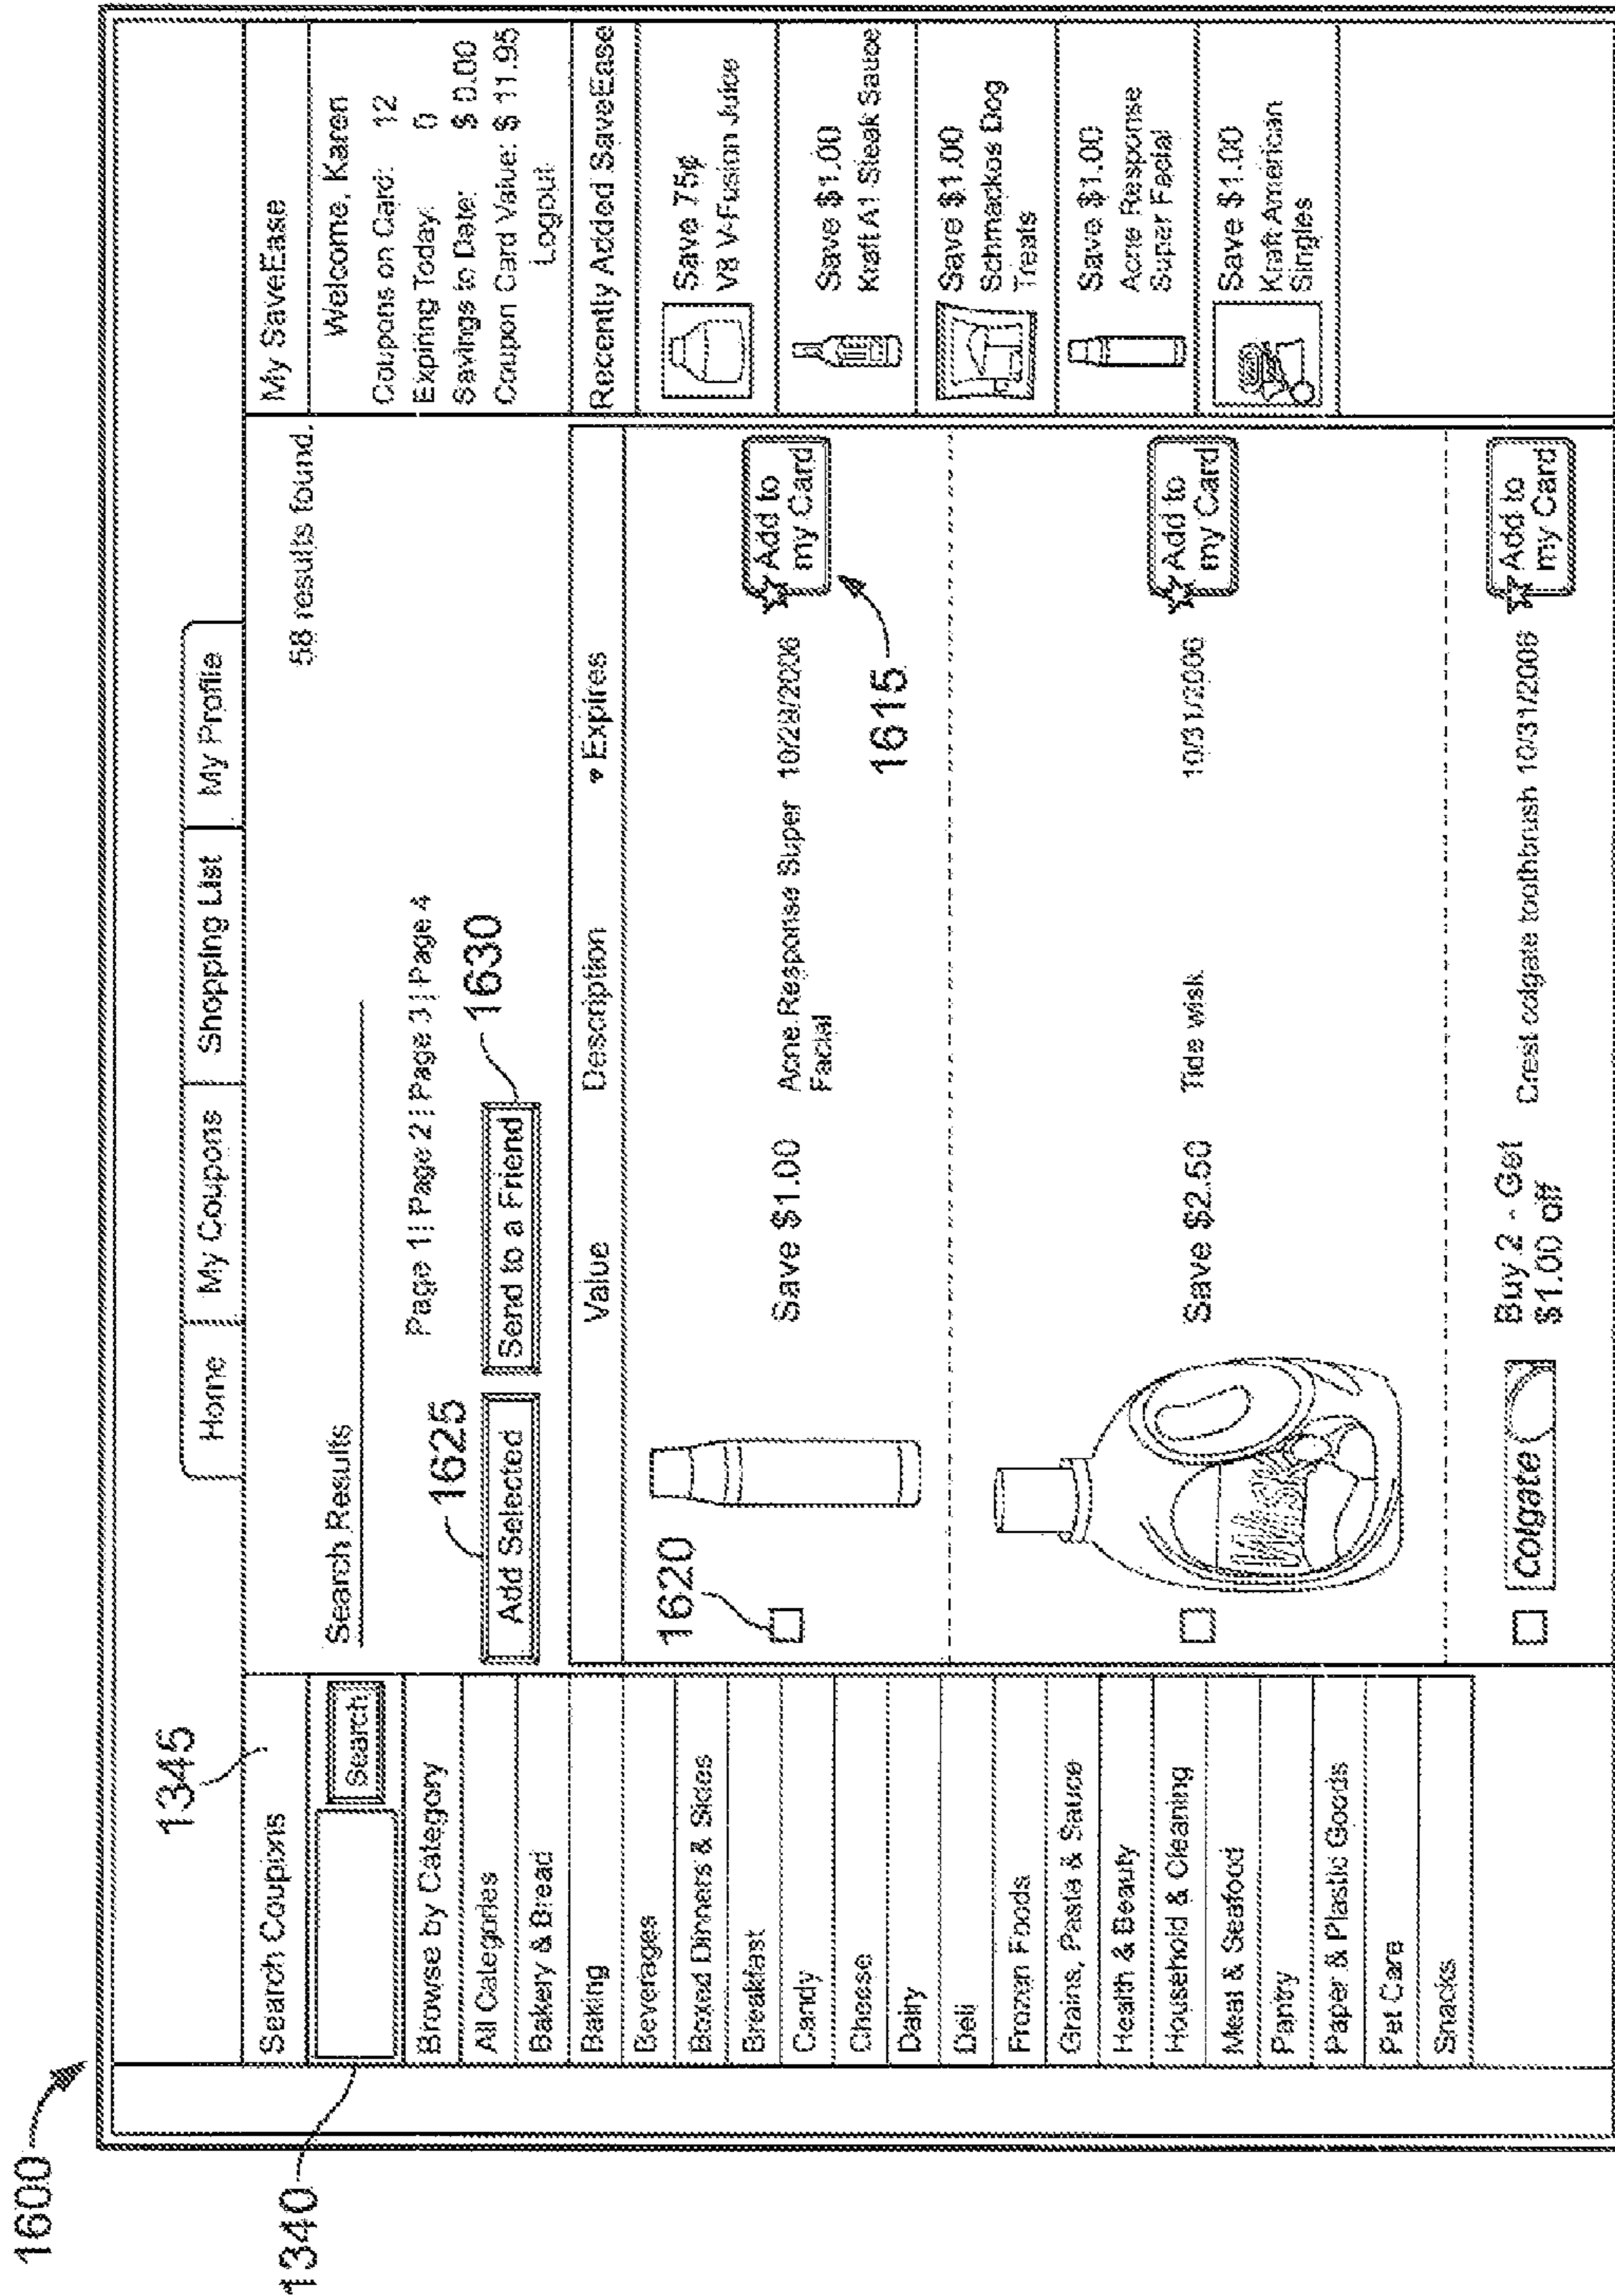 1600
1345
1340
Home
My Coupons
Shopping List
My Profile
Search Coupons
Search
Browse by Category
All Categories
Bakery & Bread
Baking
Beverages
Boxed Dinners & Sides
Breakfast
Candy
Cheese
Dairy
Deli
Frozen Foods
Grains, Pasta & Sauce
Health & Beauty
Household & Cleaning
Meat & Seafood
Pantry
Paper & Plastic Goods
Pet Care
Snacks
Search Results
58 results found.
Page 1 | Page 2 | Page 3 | Page 4
1625
1630
Add Selected
Send to a Friend
Value
Description
Expires
1620
Save $1.00
Acne Response Super
Facial
Add to
my Card
1615
Save $2.50
Tide wisk
10/31/2006
Add to
my Card
Colgate
Buy 2 - Get
$1.00 off
Crest colgate toothbrush
10/31/2006
Add to
my Card
My SaveEase
Welcome, Karen
Coupons on Card: 12
Expiring Today: 0
Savings to Date: $ 0.00
Coupon Card Value: $ 11.95
Logout
Recently Added SaveEase
Save 75¢
V8 V-Fusion Juice
Save $1.00
Kraft A1 Steak Sauce
Save $1.00
Schmackos Dog
Treats
Save $1.00
Acne Response
Super Facial
Save $1.00
Kraft American
Singles